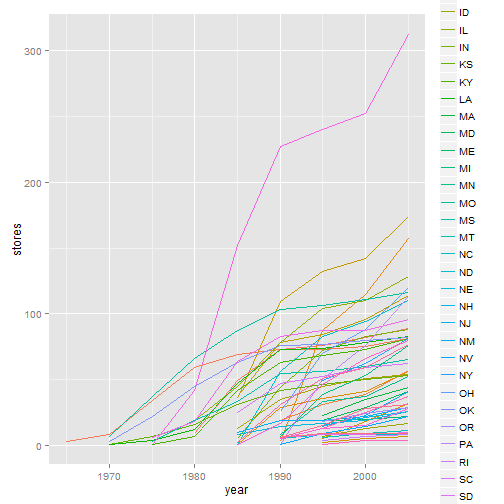 300
200
100
0
stores
1970
1980
1990
2000
year
ID
IL
IN
KS
KY
LA
MA
MD
ME
MI
MN
MO
MS
MT
NC
ND
NE
NH
NJ
NM
NV
NY
OH
OK
OR
PA
RI
SC
SD